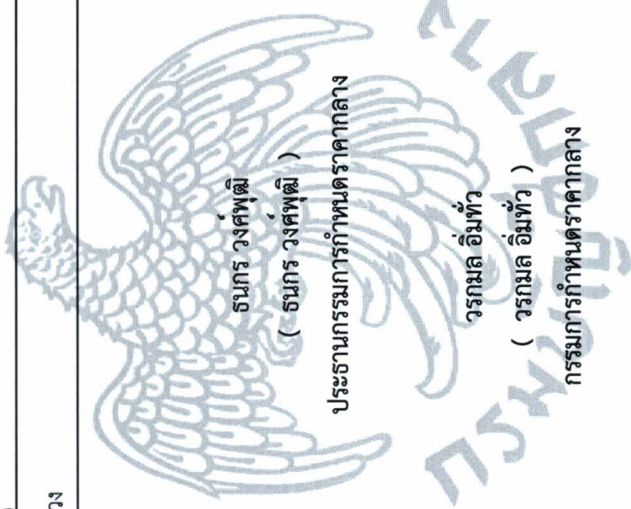 ธนกร วงศ์พุฒิ
( ธนกร วงศ์พุฒิ )
ประธานกรรมการกำหนดราคากลาง
วรกมล อิ่มทั่ว
( วรกมล อิ่มทั่ว )
กรรมการกำหนดราคากลาง